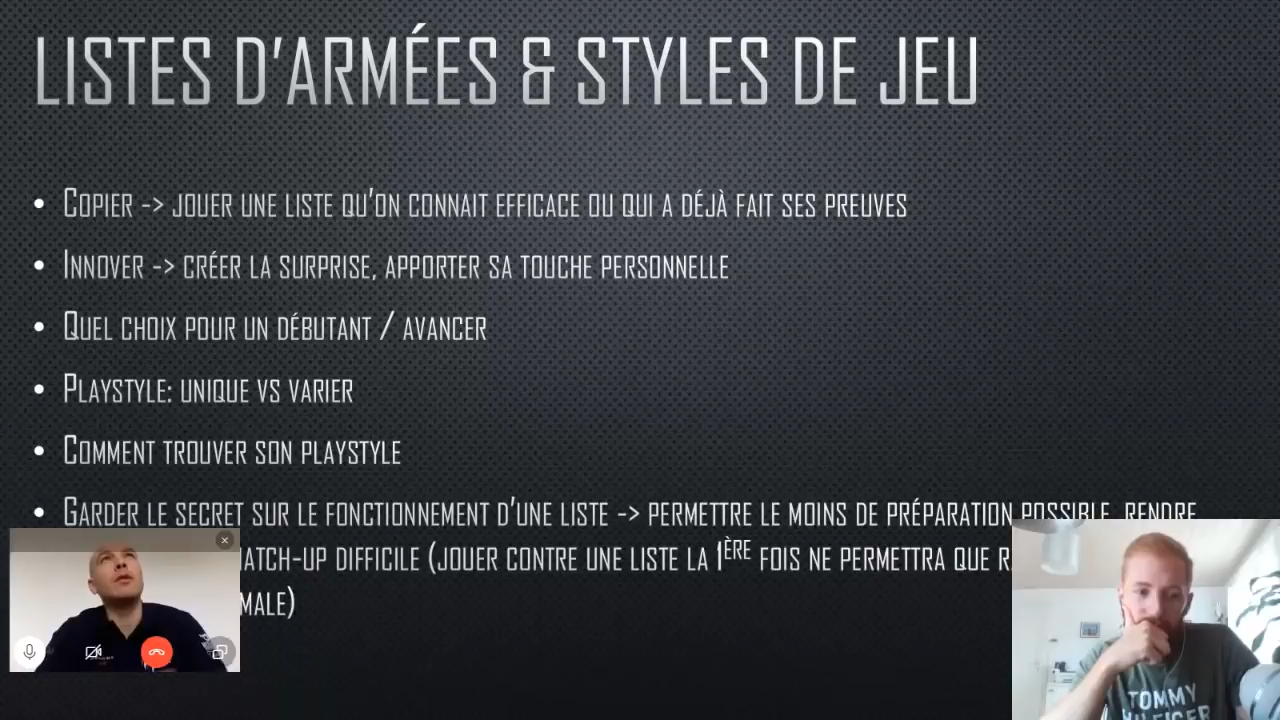 LISTES D'ARMÉES & STYLES DE JEU
• COPIER -> JOUER UNE LISTE QU'ON CONNAIT EFFICACE OU QUI A DÉJÀ FAIT SES PREUVES
• INNOVER -> CRÉER LA SURPRISE, APPORTER SA TOUCHE PERSONNELLE
• QUEL CHOIX POUR UN DÉBUTANT / AVANCER
• PLAYSTYLE: UNIQUE VS VARIER
• COMMENT TROUVER SON PLAYSTYLE
• GARDER LE SECRET SUR LE FONCTIONNEMENT D'UNE LISTE -> PERMETTRE LE MOINS DE PRÉPARATION POSSIBLE, RENDRE
MATCH-UP DIFFICILE (JOUER CONTRE UNE LISTE LA 1ÈRE FOIS NE PERMETTRA QUE
TOMMY
HILFIGER